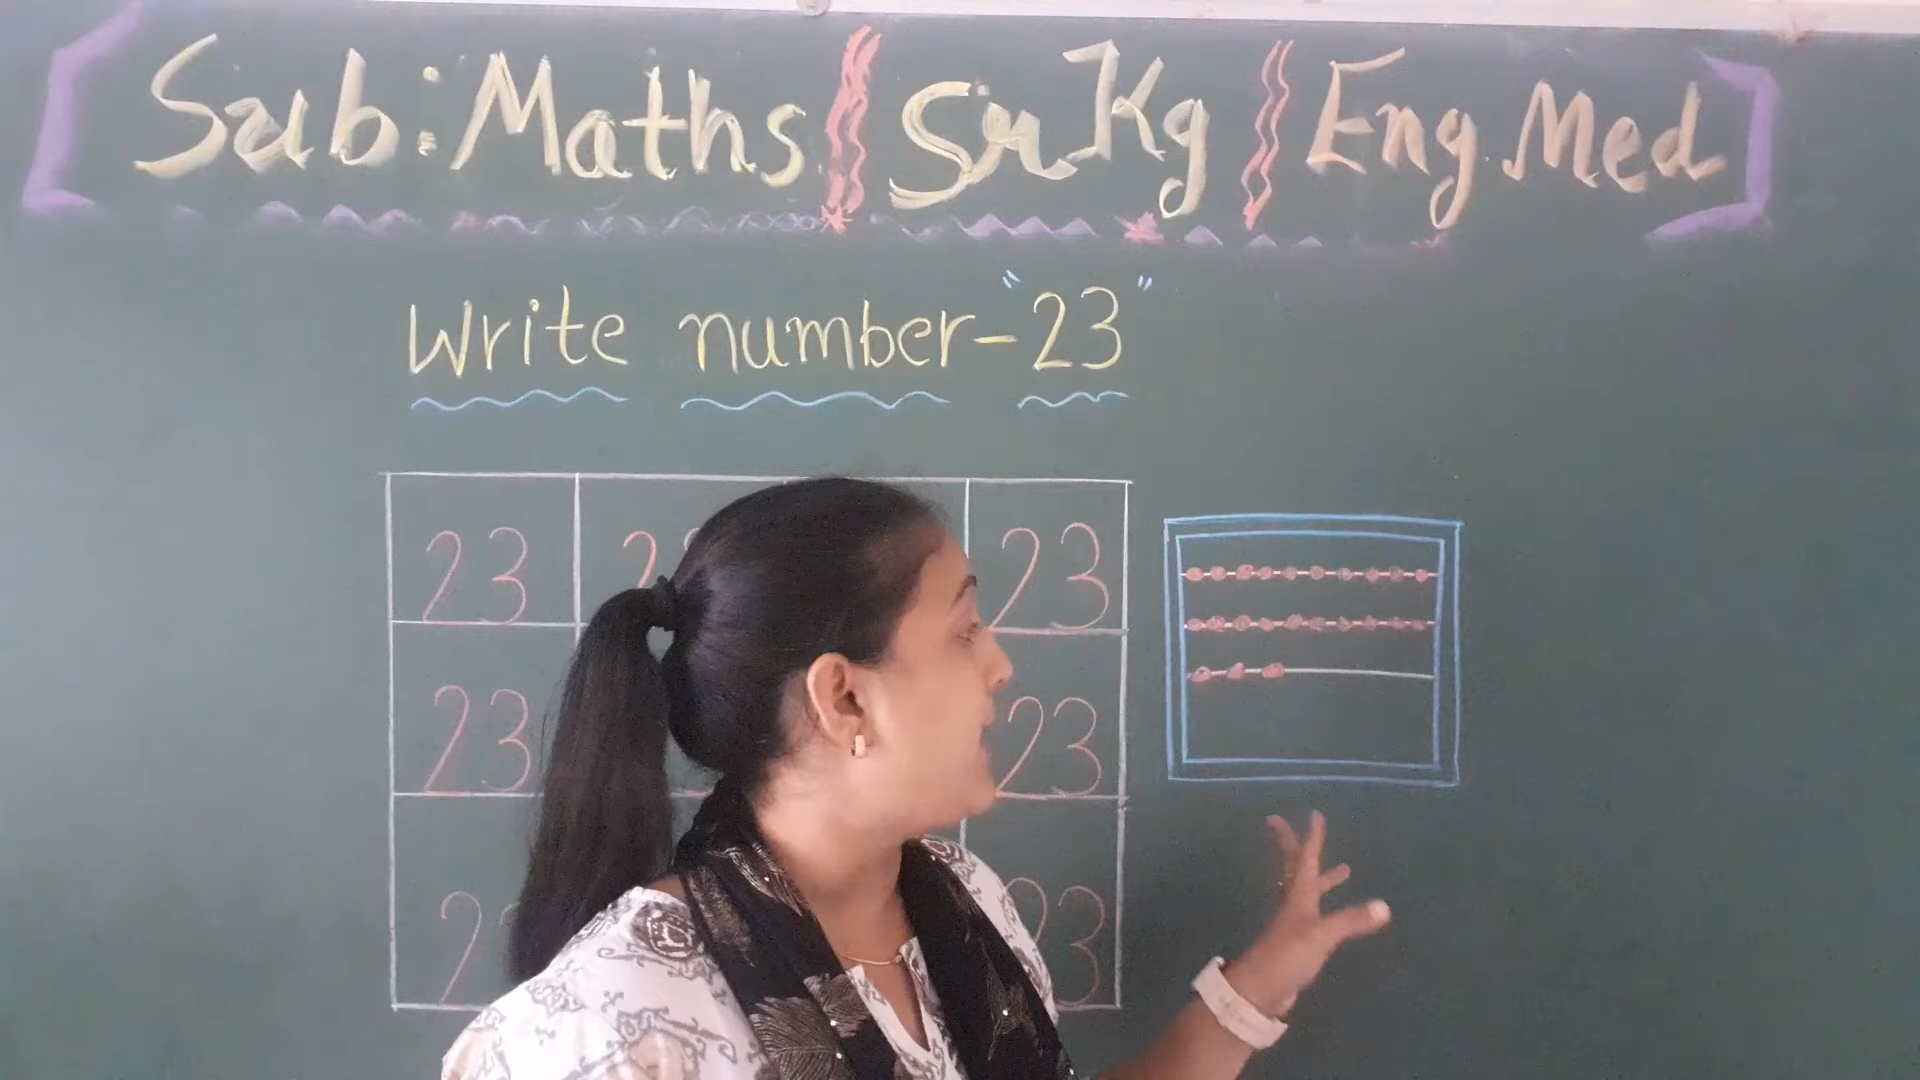 [Sub: Maths Sr Kg Eng Med]
Write number-"23"
23 23
23 23
23